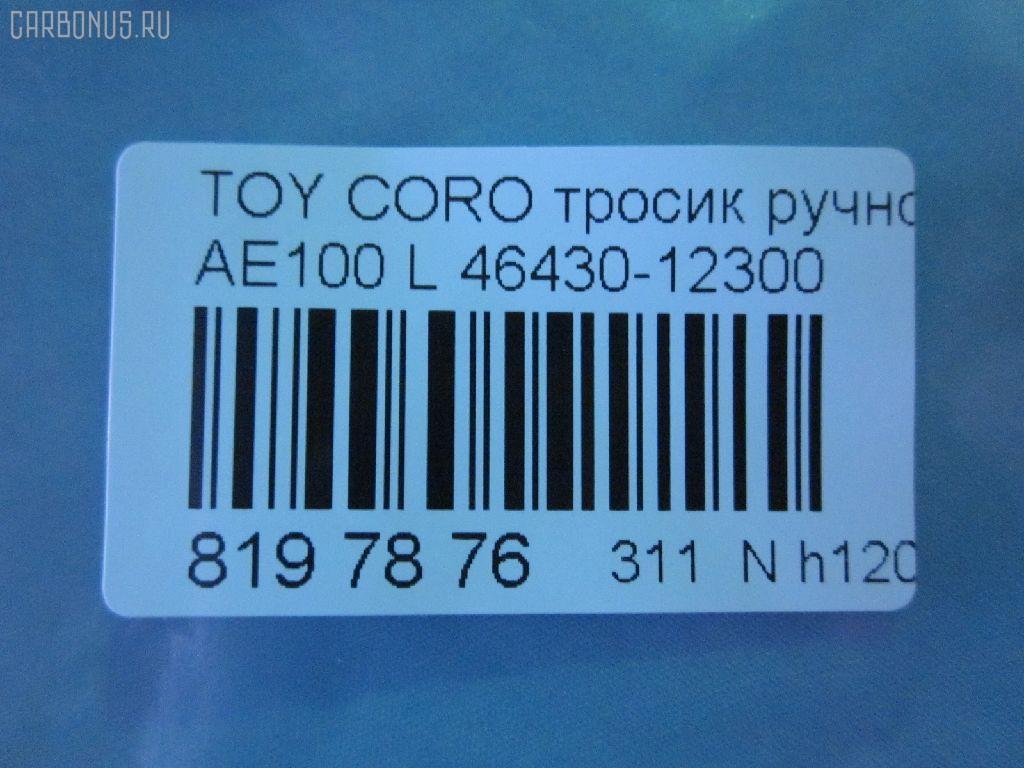 CARBONUS.RU
TOY CORO тросик ручно
AE100 L 46430-12300
819 78 76 311 N h120